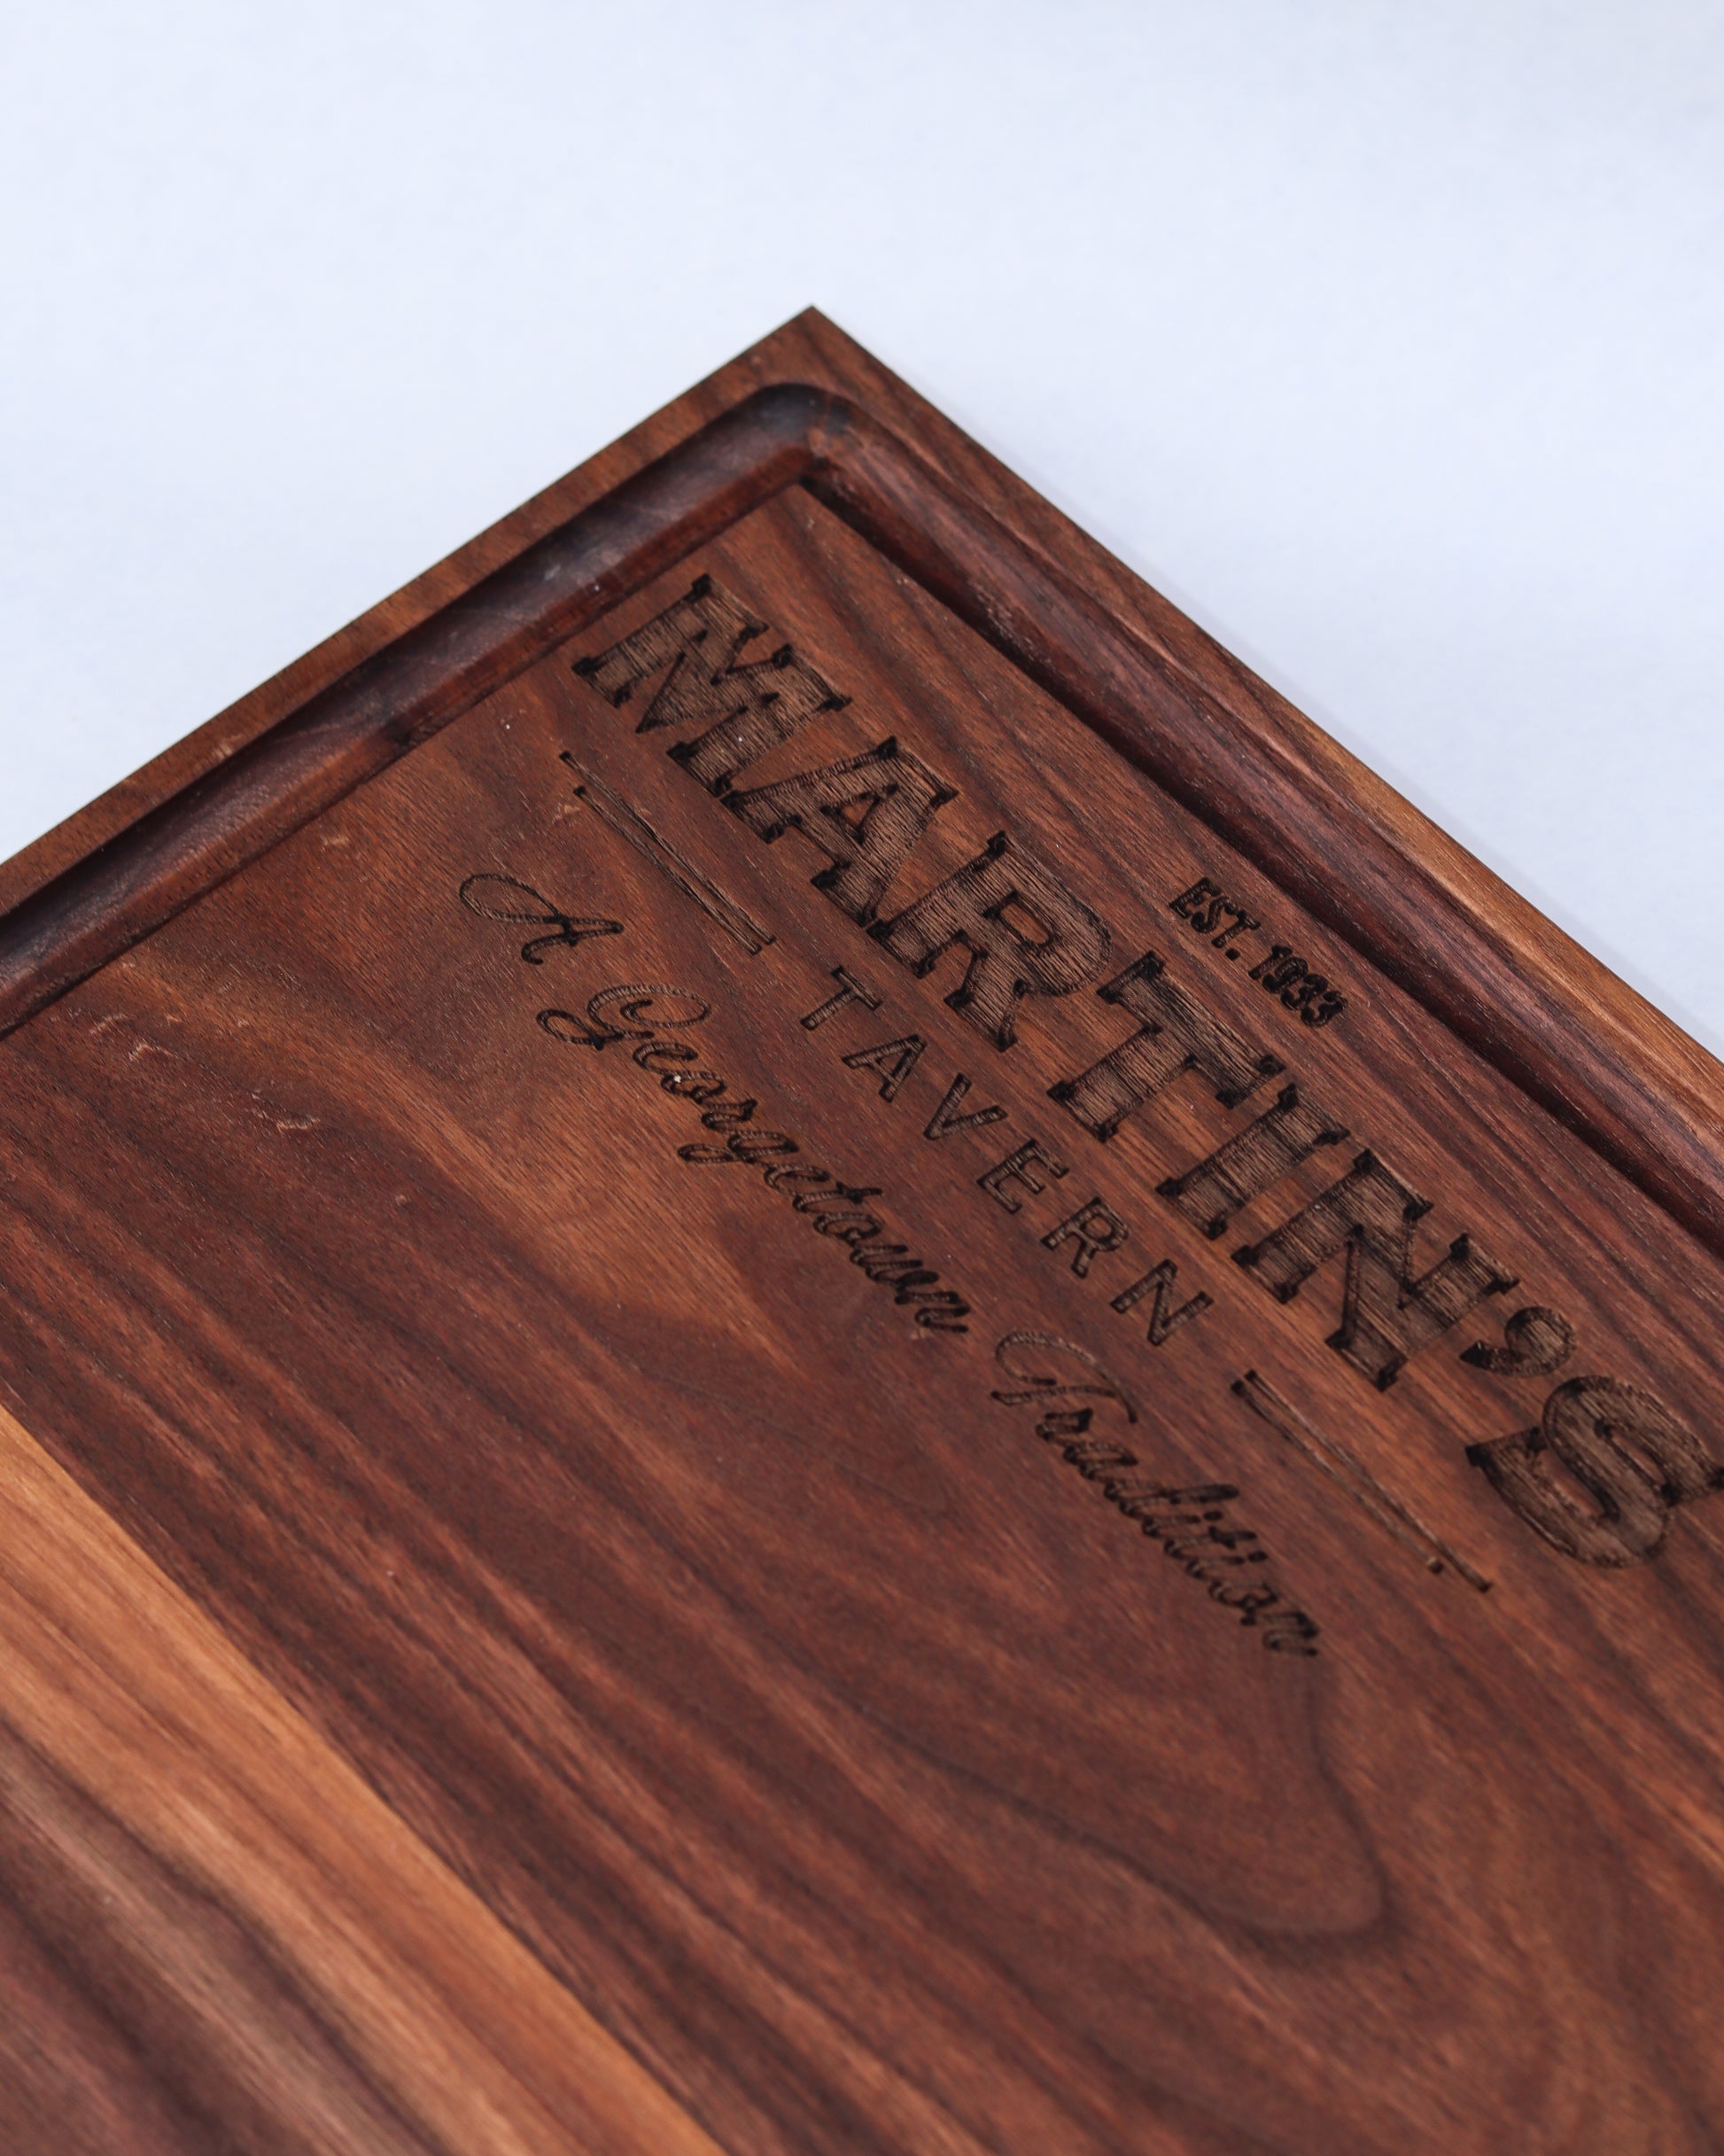 EST. 1933
MARTIN'S
TAVERN
A Georgetown Tradition